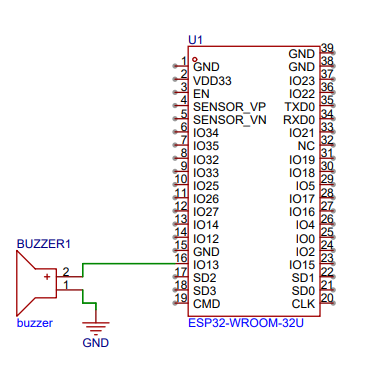 U1
1 GND GND 39
2 VDD33 GND 38
3 EN IO23 37
4 SENSOR_VP IO22 36
5 SENSOR_VN TXD0 35
6 IO34 RXD0 34
7 IO35 IO21 33
8 IO32 NC 32
9 IO33 IO19 31
10 IO25 IO18 30
11 IO26 IO5 29
12 IO27 IO17 28
13 IO14 IO16 27
14 IO12 IO4 26
15 GND IO0 25
16 IO13 IO2 24
17 SD2 IO15 23
18 SD3 SD1 22
19 CMD SD0 21
CLK 20
ESP32-WROOM-32U
BUZZER1
+ 2
1
buzzer
GND